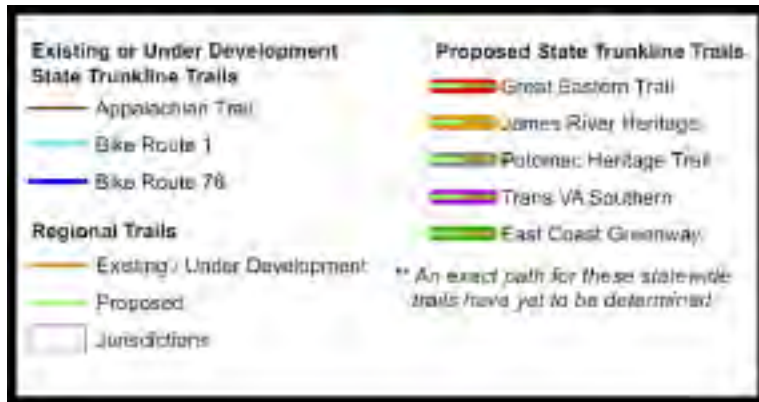 Existing or Under Development
State Trunkline Trails
Appalachian Trail
Bike Route 1
Bike Route 76
Regional Trails
Existing / Under Development
Proposed
Jurisdictions
Proposed State Trunkline Trails
Great Eastern Trail
James River Heritage
Potomac Heritage Trail
Trans VA Southern
East Coast Greenway
** An exact path for these statewide
trails have yet to be determined